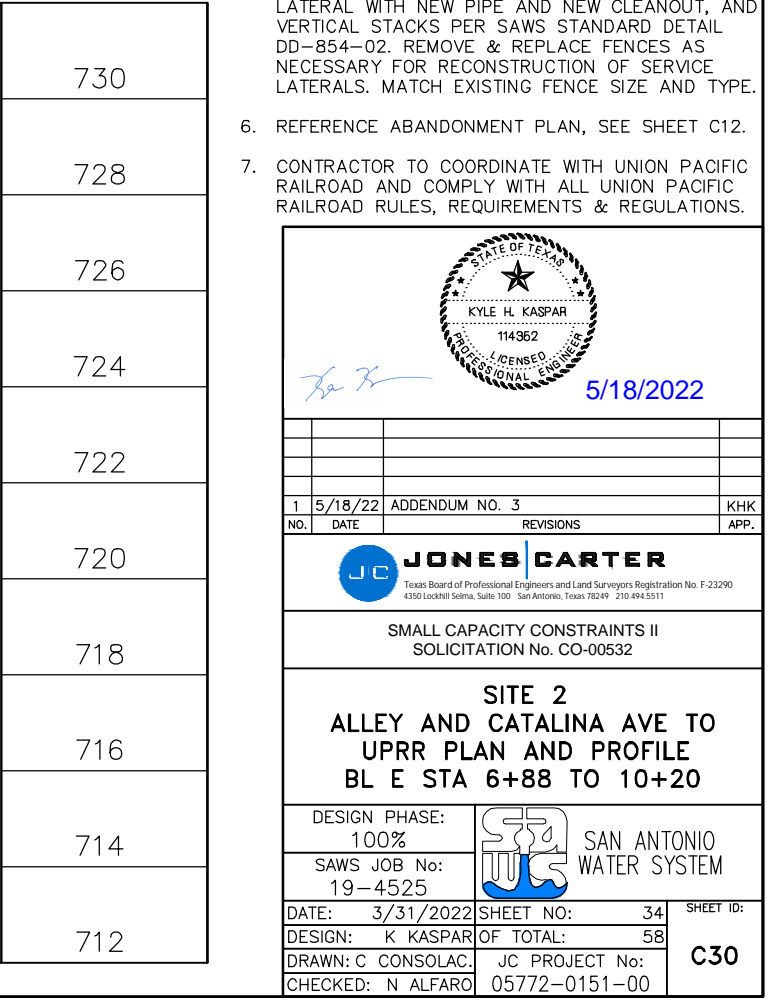 LATERAL WITH NEW PIPE AND NEW CLEANOUT, AND
VERTICAL STACKS PER SAWS STANDARD DETAIL
DD-854-02. REMOVE & REPLACE FENCES AS
NECESSARY FOR RECONSTRUCTION OF SERVICE
LATERALS. MATCH EXISTING FENCE SIZE AND TYPE.
6. REFERENCE ABANDONMENT PLAN, SEE SHEET C12.
7. CONTRACTOR TO COORDINATE WITH UNION PACIFIC
RAILROAD AND COMPLY WITH ALL UNION PACIFIC
RAILROAD RULES, REQUIREMENTS & REGULATIONS.
730
728
726
724
722
720
718
716
714
712
STATE OF TEXAS
KYLE H. KASPAR
114362
LICENSED
PROFESSIONAL ENGINEER
5/18/2022
1 5/18/22 ADDENDUM NO. 3 KHK
NO. DATE REVISIONS APP.
JC JONES CARTER
Texas Board of Professional Engineers and Land Surveyors Registration No. F-23290
4350 Lockhill Selma, Suite 100 San Antonio, Texas 78249 210.494.5511
SMALL CAPACITY CONSTRAINTS II
SOLICITATION No. CO-00532
SITE 2
ALLEY AND CATALINA AVE TO
UPRR PLAN AND PROFILE
BL E STA 6+88 TO 10+20
DESIGN PHASE:
100%
SAWS JOB No:
19-4525
SAWS
SAN ANTONIO
WATER SYSTEM
DATE: 3/31/2022 SHEET NO: 34
DESIGN: K KASPAR OF TOTAL: 58
DRAWN: C CONSOLAC. JC PROJECT No:
CHECKED: N ALFARO 05772-0151-00
SHEET ID:
C30